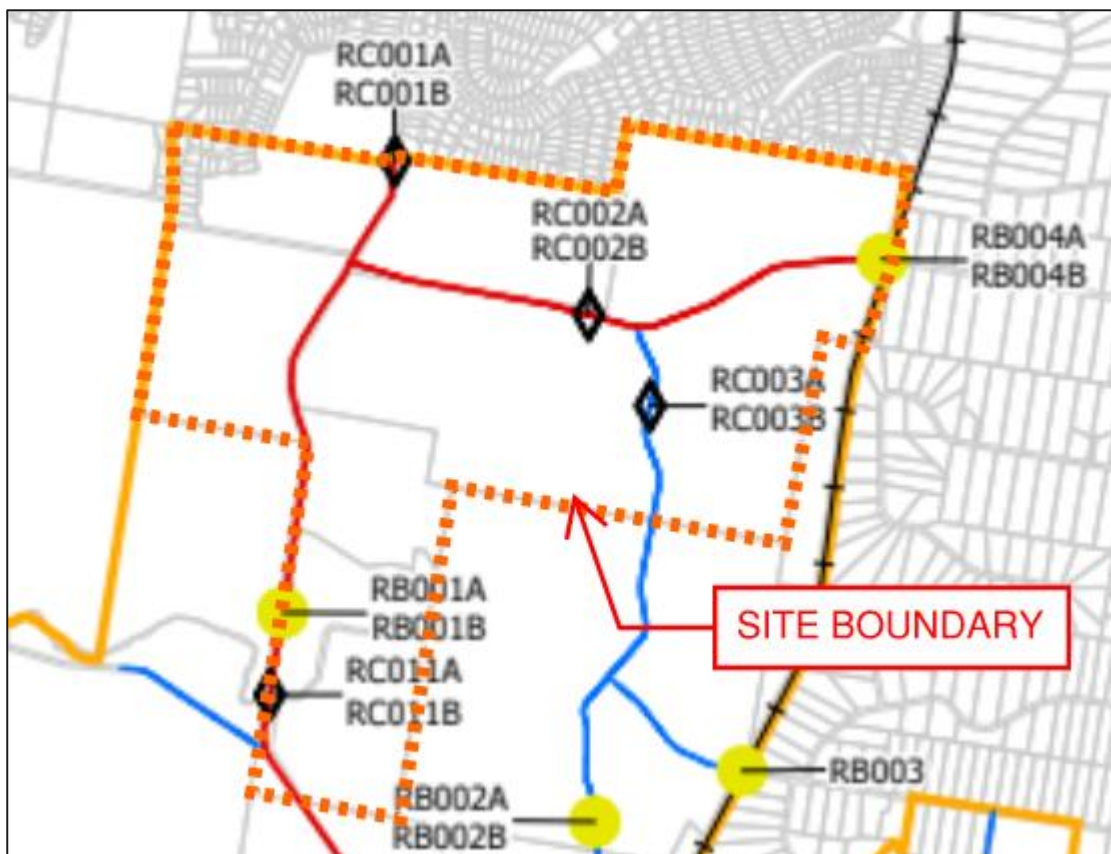 RC001A
RC001B
RC002A
RC002B
RB004A
RB004B
RC003A
RC003B
RB001A
RB001B
SITE BOUNDARY
RC011A
RC011B
RB003
RB002A
RB002B